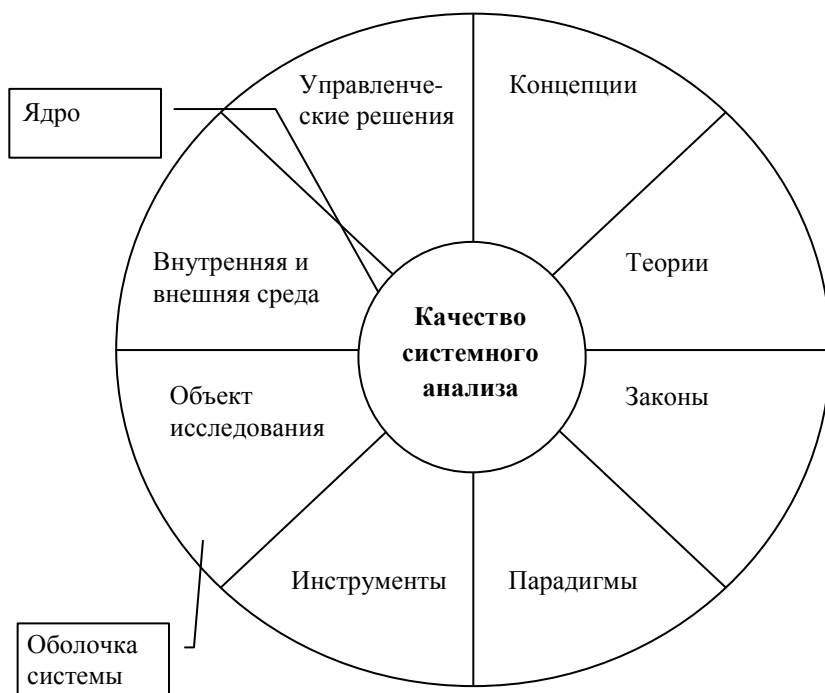 Управленче-
ские решения
Концепции
Ядро
Внутренняя и
внешняя среда
Теории
Качество
системного
анализа
Объект
исследования
Законы
Инструменты
Парадигмы
Оболочка
системы